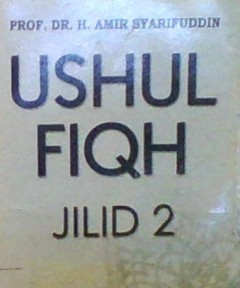 PROF. DR. H. AMIR SYARIFUDDIN
USHUL
FIQH
JILID 2